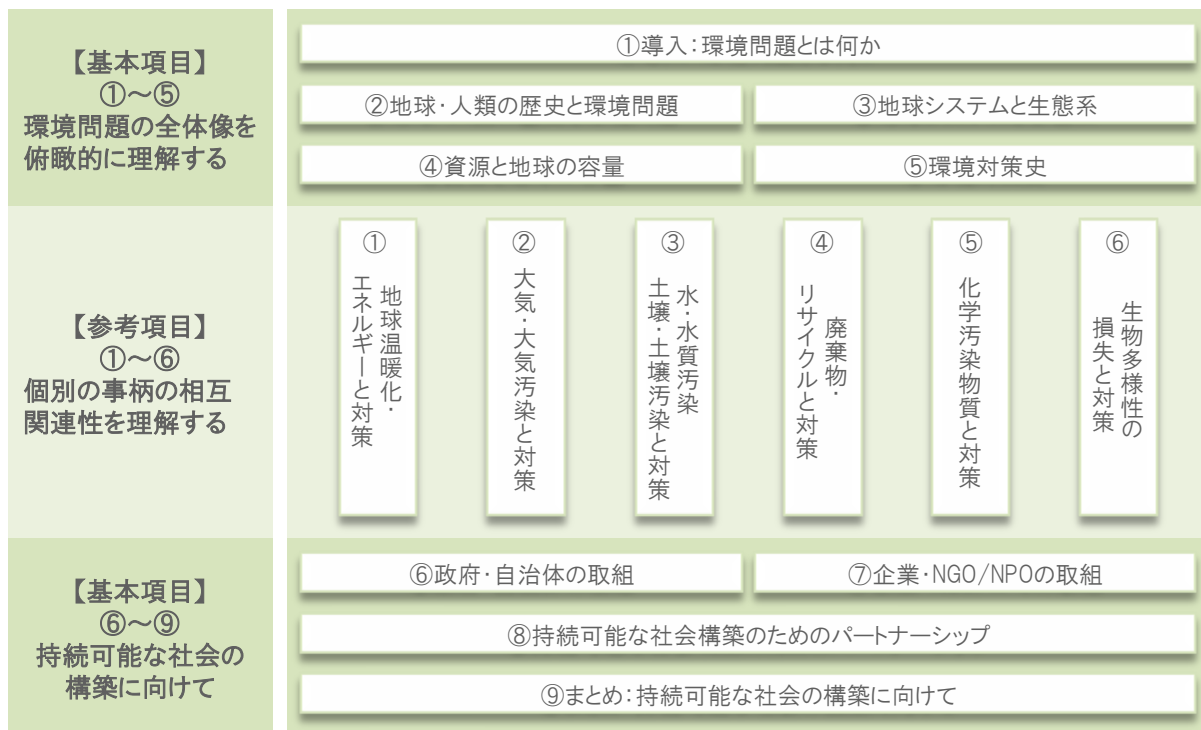 【基本項目】
①～⑤
環境問題の全体像を
俯瞰的に理解する
①導入：環境問題とは何か
②地球・人類の歴史と環境問題
③地球システムと生態系
④資源と地球の容量
⑤環境対策史
【参考項目】
①～⑥
個別の事柄の相互
関連性を理解する
①
地球温暖化・
エネルギーと対策
②
大気・大気汚染と対策
③
水・水質汚染
土壌・土壌汚染と対策
④
廃棄物・
リサイクルと対策
⑤
化学汚染物質と対策
⑥
生物多様性の
損失と対策
【基本項目】
⑥～⑨
持続可能な社会の
構築に向けて
⑥政府・自治体の取組
⑦企業・NGO/NPOの取組
⑧持続可能な社会構築のためのパートナーシップ
⑨まとめ：持続可能な社会の構築に向けて